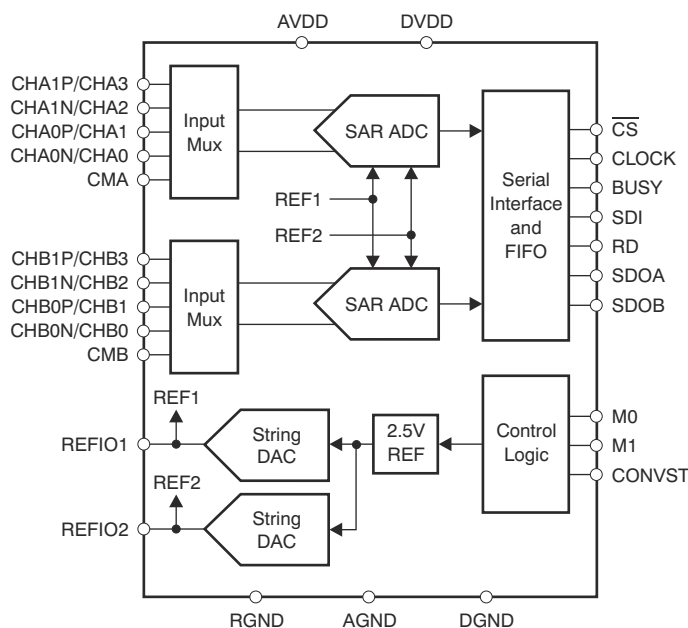 AVDD
DVDD
CHA1P/CHA3
CHA1N/CHA2
CHA0P/CHA1
CHA0N/CHA0
CMA
Input
Mux
SAR ADC
REF1
REF2
Serial
Interface
and
FIFO
CS
CLOCK
BUSY
SDI
RD
SDOA
SDOB
CHB1P/CHB3
CHB1N/CHB2
CHB0P/CHB1
CHB0N/CHB0
CMB
Input
Mux
SAR ADC
REF1
REFIO1
String
DAC
2.5V
REF
Control
Logic
M0
M1
CONVST
REF2
REFIO2
String
DAC
RGND
AGND
DGND